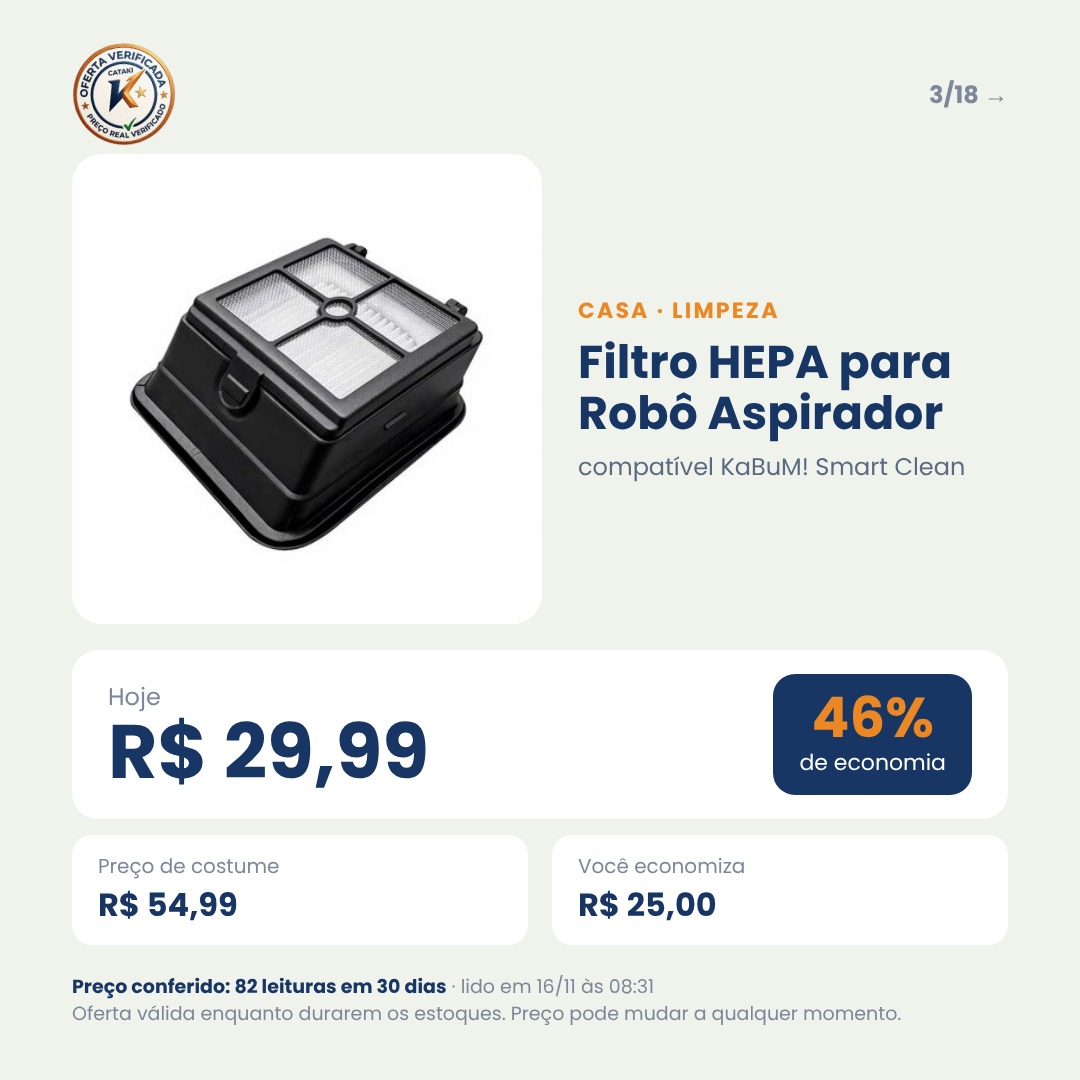 OFERTA VERIFICADA
CATAKI
K
PREÇO REAL VERIFICADO
3/18 →
CASA · LIMPEZA
Filtro HEPA para
Robô Aspirador
compatível KaBuM! Smart Clean
Hoje
R$ 29,99
46%
de economia
Preço de costume
R$ 54,99
Você economiza
R$ 25,00
Preço conferido: 82 leituras em 30 dias · lido em 16/11 às 08:31
Oferta válida enquanto durarem os estoques. Preço pode mudar a qualquer momento.